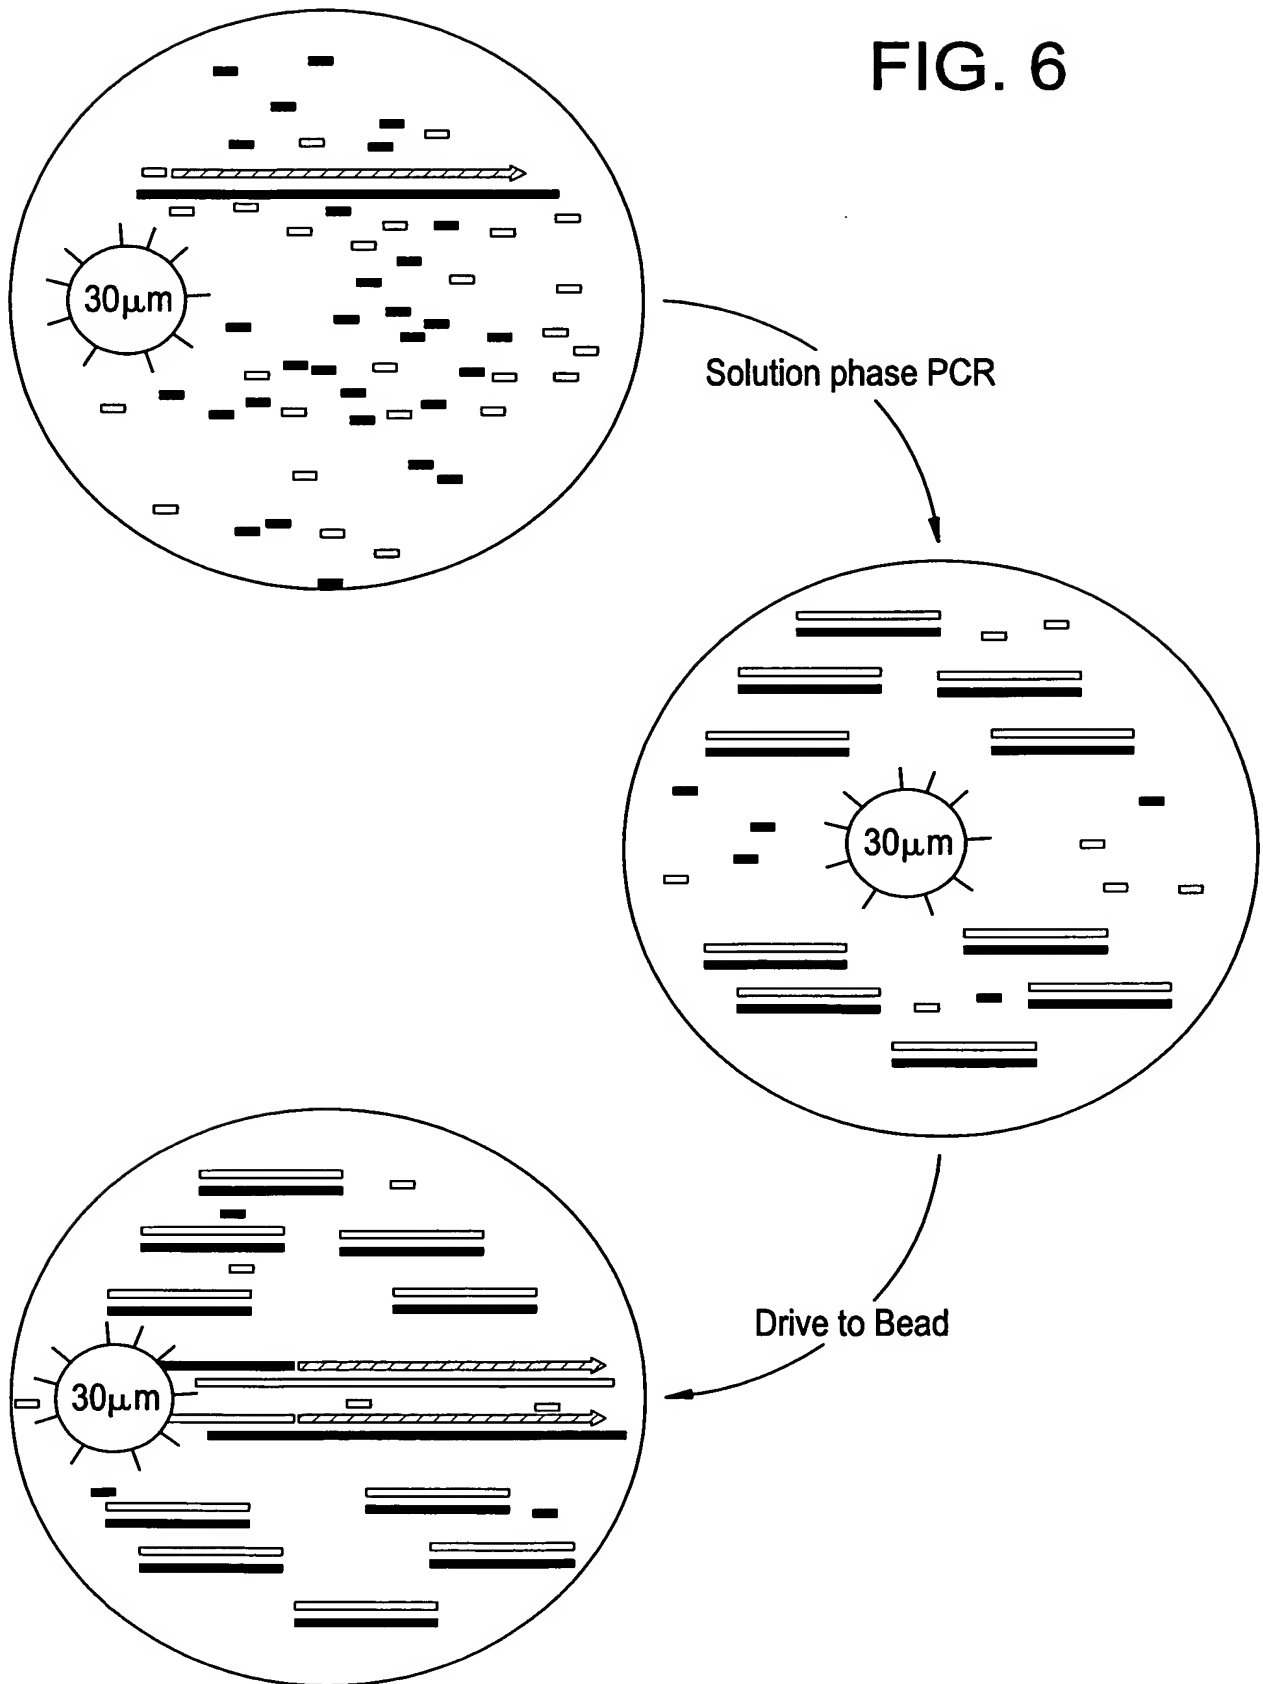 FIG. 6
30μm
Solution phase PCR
30μm
Drive to Bead
30μm